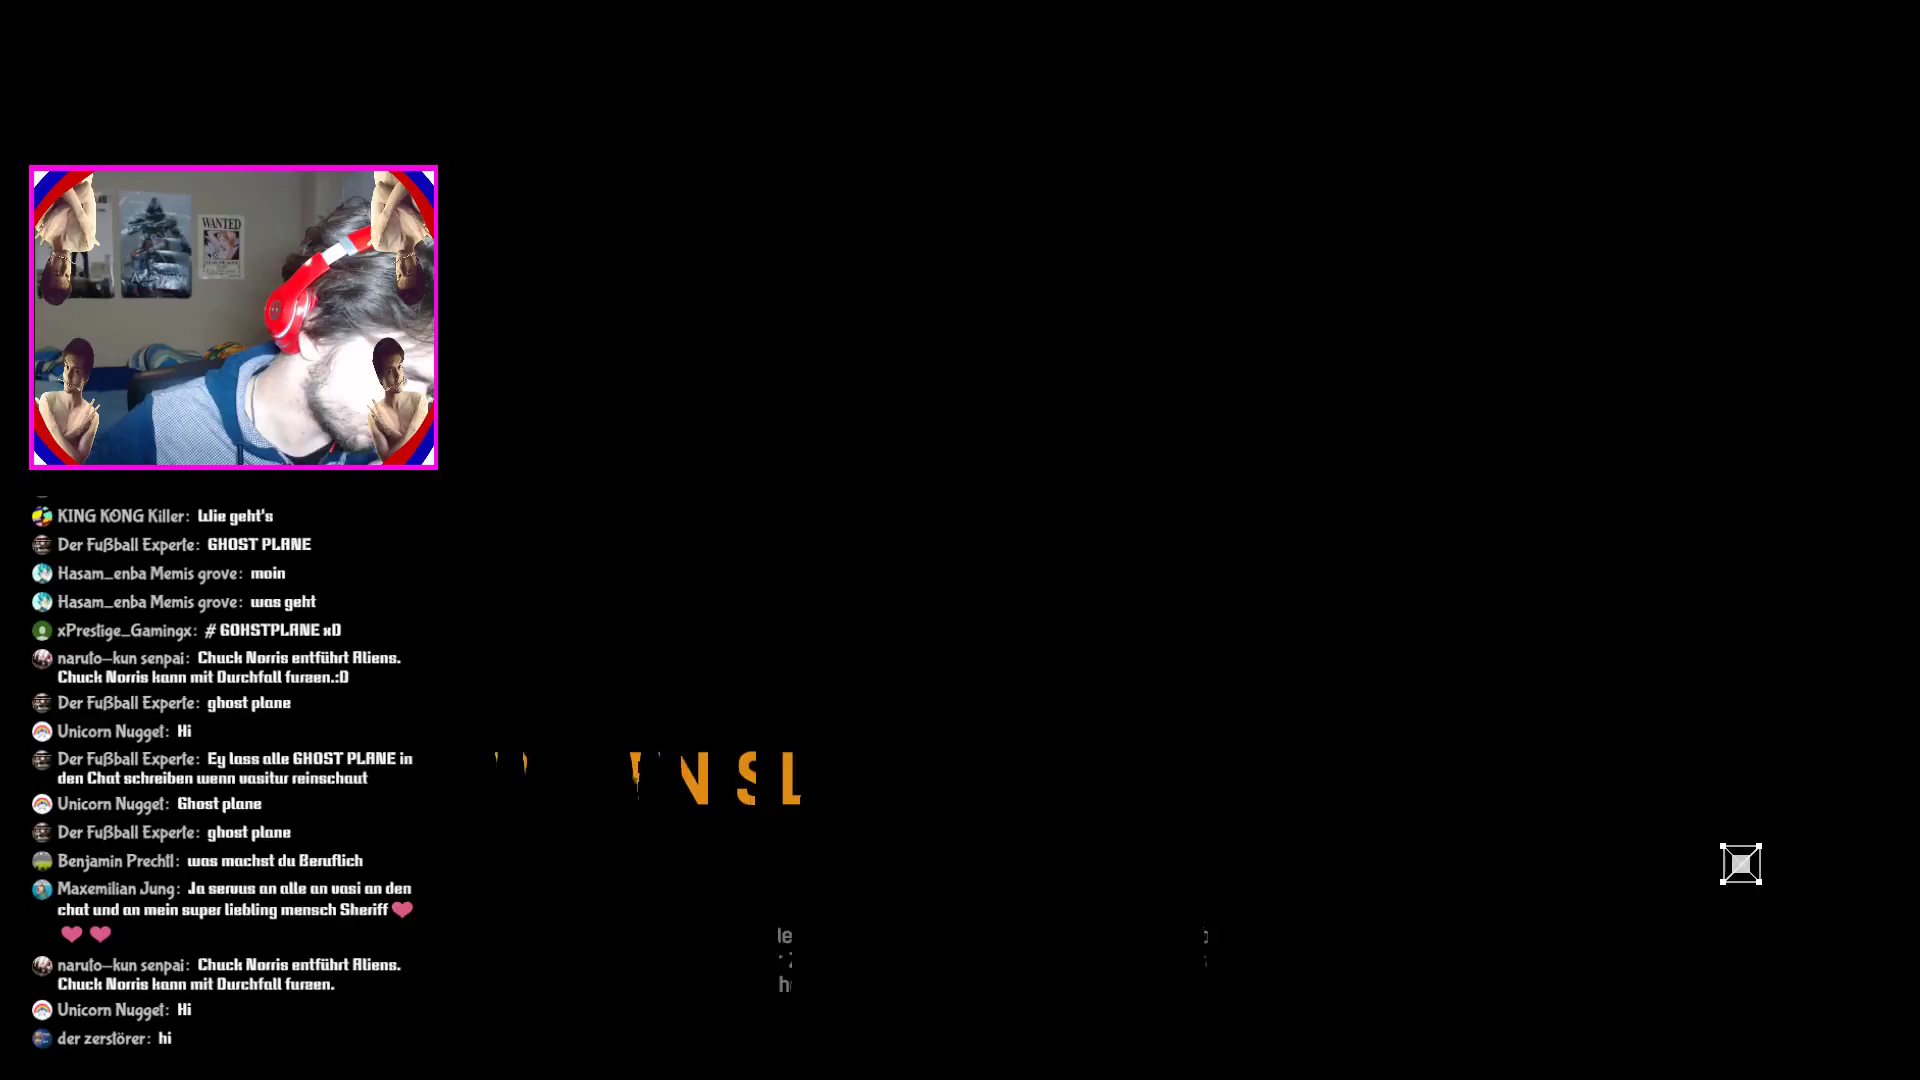 WANTED
KING KONG Killer: Wie geht's
Der Fußball Experte: GHOST PLANE
Hasam_enba Memis grove: moin
Hasam_enba Memis grove: was geht
xPrestige_Gamingx: # GOHSTPLANE xD
naruto-kun senpai: Chuck Norris entführt Aliens.
Chuck Norris kann mit Durchfall furzen.:D
Der Fußball Experte: ghost plane
Unicorn Nugget: Hi
Der Fußball Experte: Ey lass alle GHOST PLANE in
den Chat schreiben wenn vasitur reinschaut
Unicorn Nugget: Ghost plane
Der Fußball Experte: ghost plane
Benjamin Prechtl: was machst du Beruflich
Maxemilian Jung: Ja servus an alle an vasi an den
chat und an mein super liebling mensch Sheriff
naruto-kun senpai: Chuck Norris entführt Aliens.
Chuck Norris kann mit Durchfall furzen.
Unicorn Nugget: Hi
der zerstörer: hi